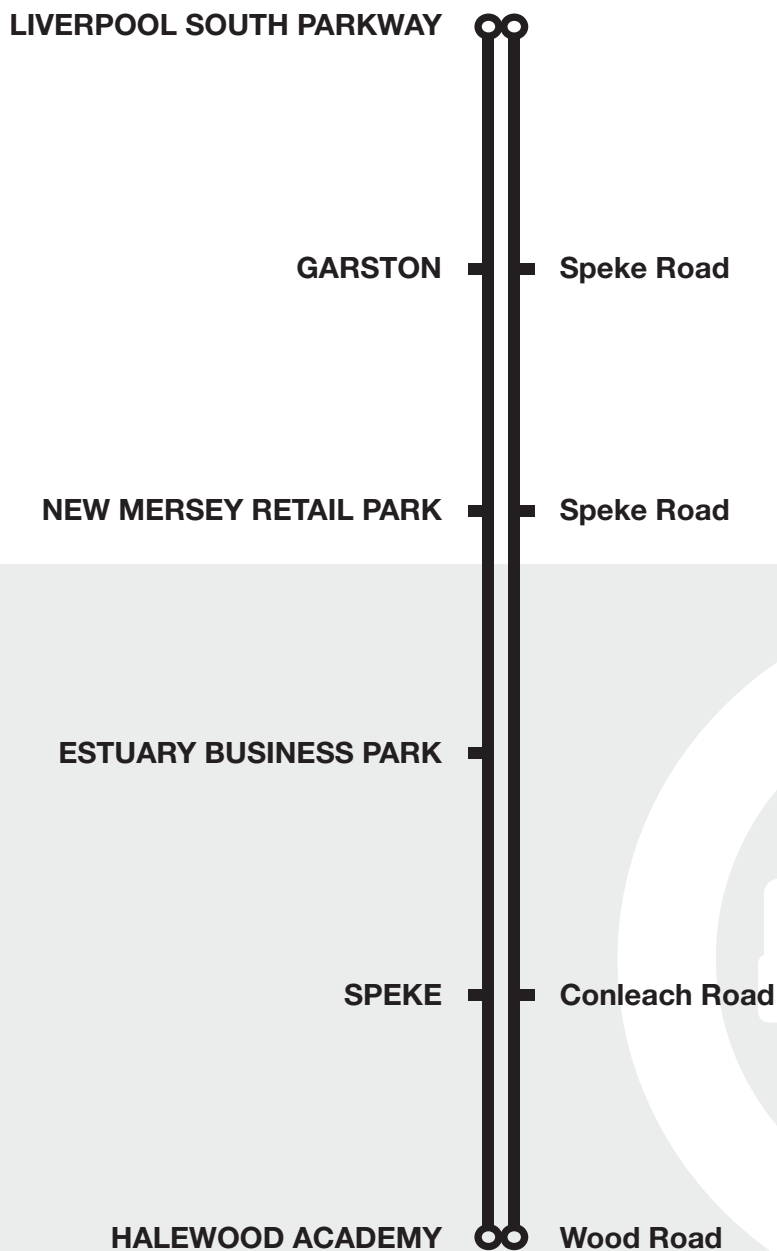 LIVERPOOL SOUTH PARKWAY
GARSTON Speke Road
NEW MERSEY RETAIL PARK Speke Road
ESTUARY BUSINESS PARK
SPEKE Conleach Road
HALEWOOD ACADEMY Wood Road